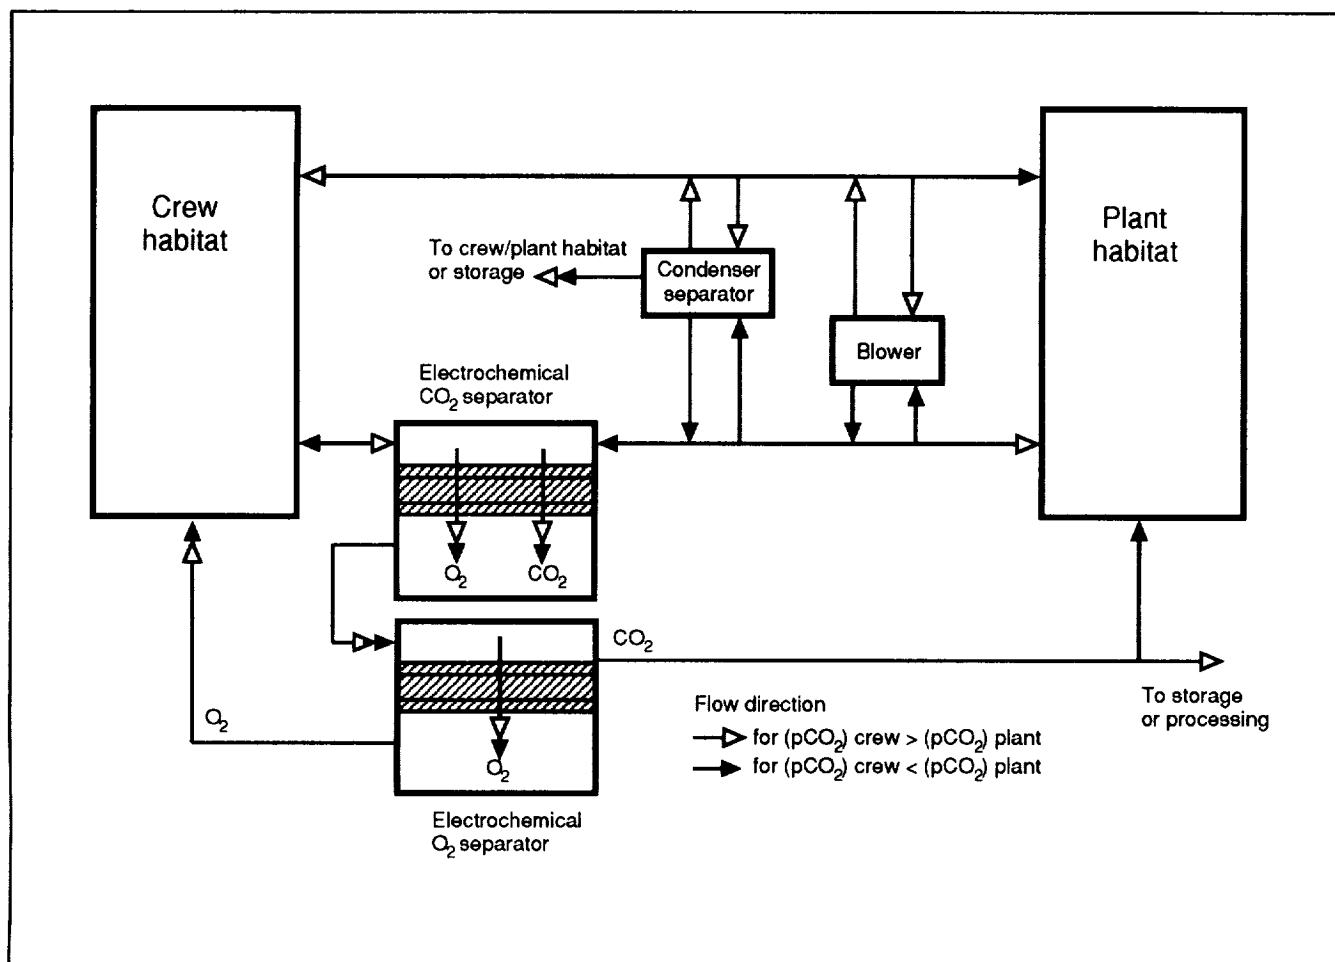 Crew
habitat
Plant
habitat
To crew/plant habitat
or storage
Condenser
separator
Blower
Electrochemical
CO₂ separator
O₂
CO₂
CO₂
O₂
O₂
To storage
or processing
Flow direction
for (pCO₂) crew > (pCO₂) plant
for (pCO₂) crew < (pCO₂) plant
Electrochemical
O₂ separator